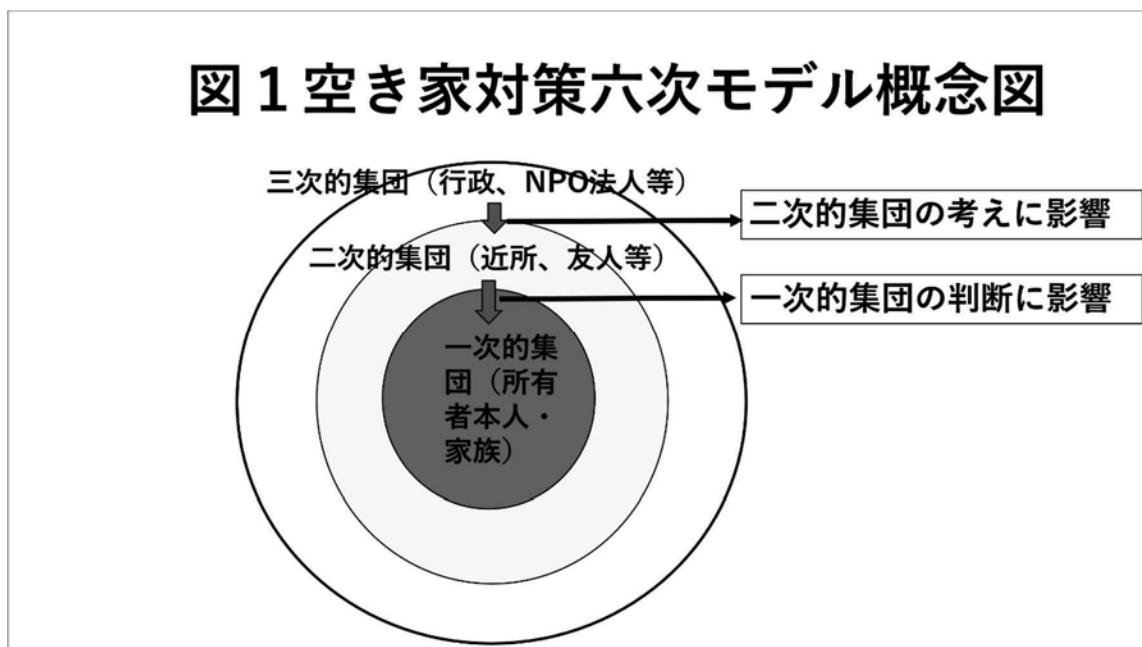 図１空き家対策六次モデル概念図
三次的集団（行政、NPO法人等）
二次的集団の考えに影響
二次的集団（近所、友人等）
一次的集団の判断に影響
一次的集
団（所有
者本人・
家族）